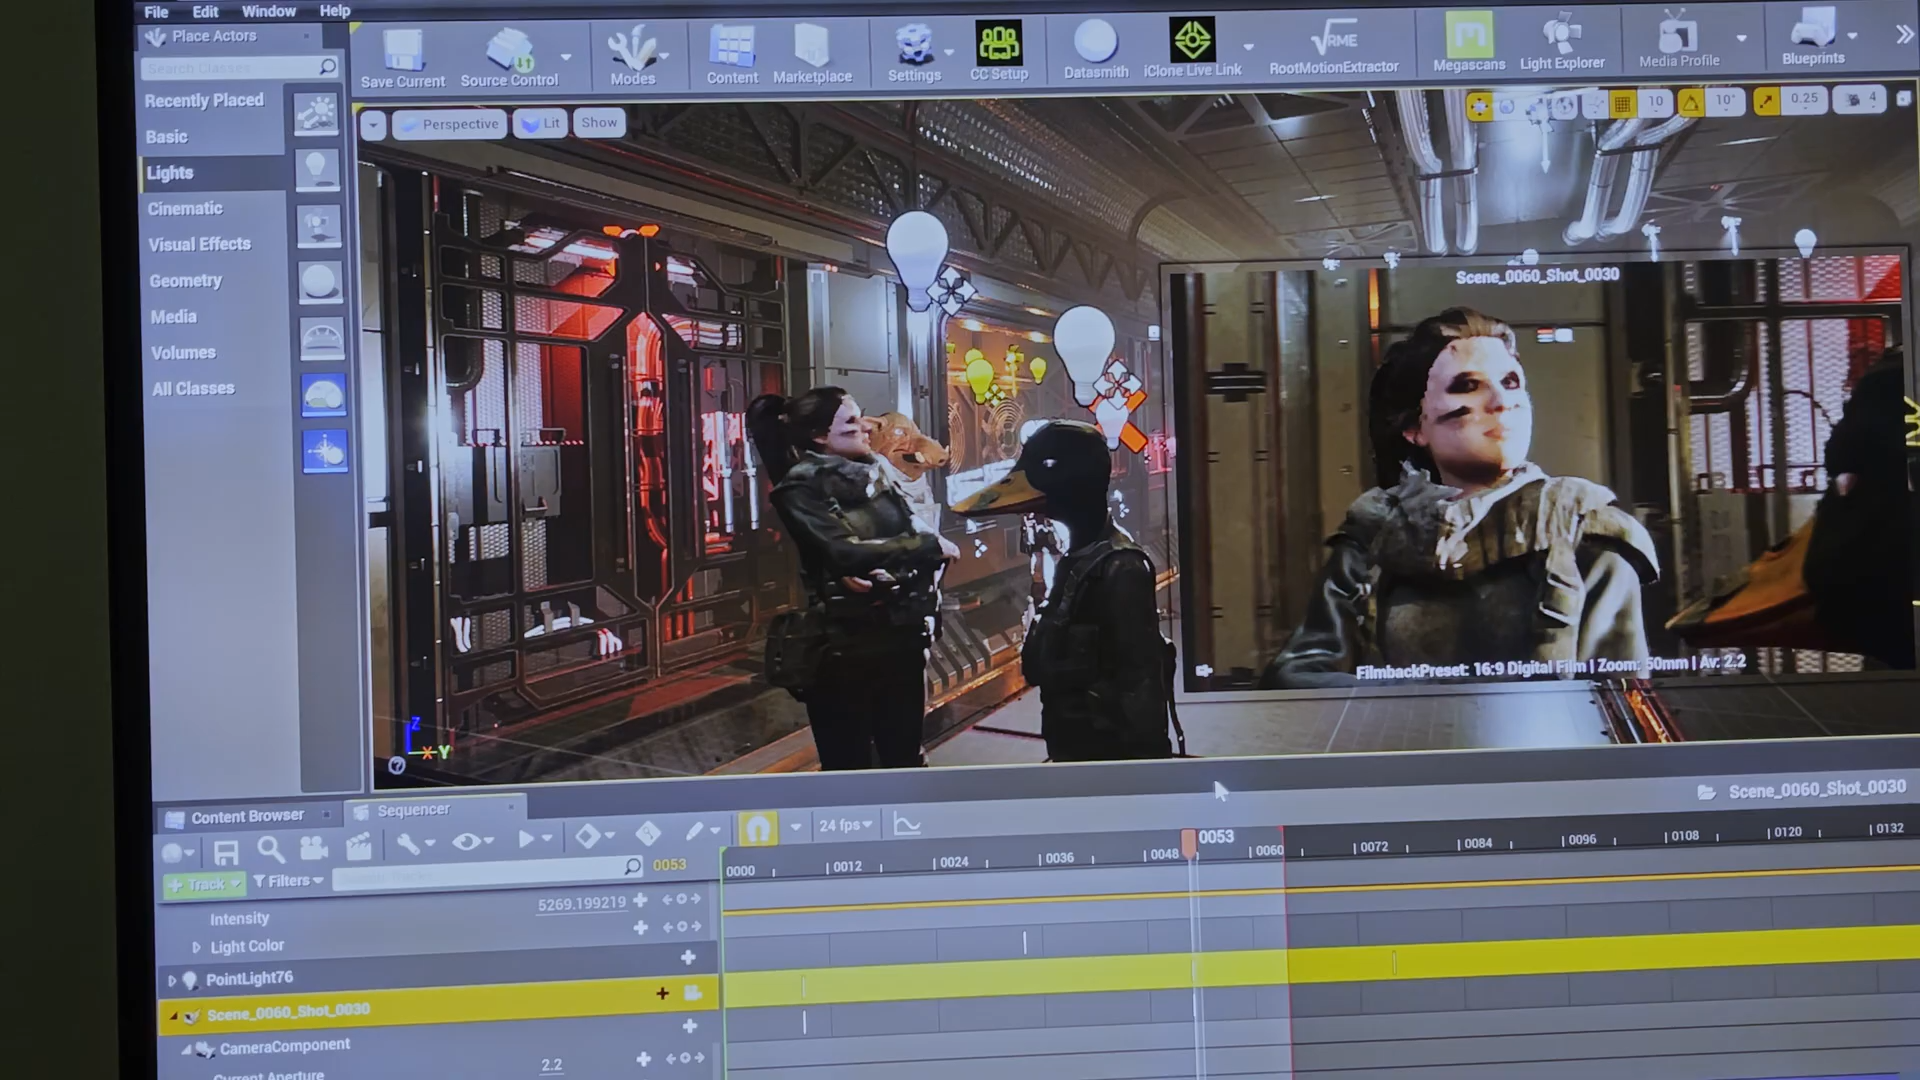 File Edit Window Help
Place Actors
Search Classes
Recently Placed
Basic
Lights
Cinematic
Visual Effects
Geometry
Media
Volumes
All Classes
Save Current
Source Control
Modes
Content
Marketplace
Settings
CC Setup
Datasmith
iClone Live Link
RME
RootMotionExtractor
Megascans
Light Explorer
Media Profile
Blueprints
Perspective
Lit
Show
10
10°
0.25
4
Scene_0060_Shot_0030
FilmbackPreset: 16:9 Digital Film | Zoom: 50mm | Av: 2.2
Z
X Y
Content Browser
Sequencer
Scene_0060_Shot_0030
24 fps
Track
Filters
0053
0000
0012
0024
0036
0048
0053
0060
0072
0084
0096
0108
0120
0132
Intensity
5269.199219
Light Color
PointLight76
Scene_0060_Shot_0030
CameraComponent
Current Aperture
2.2